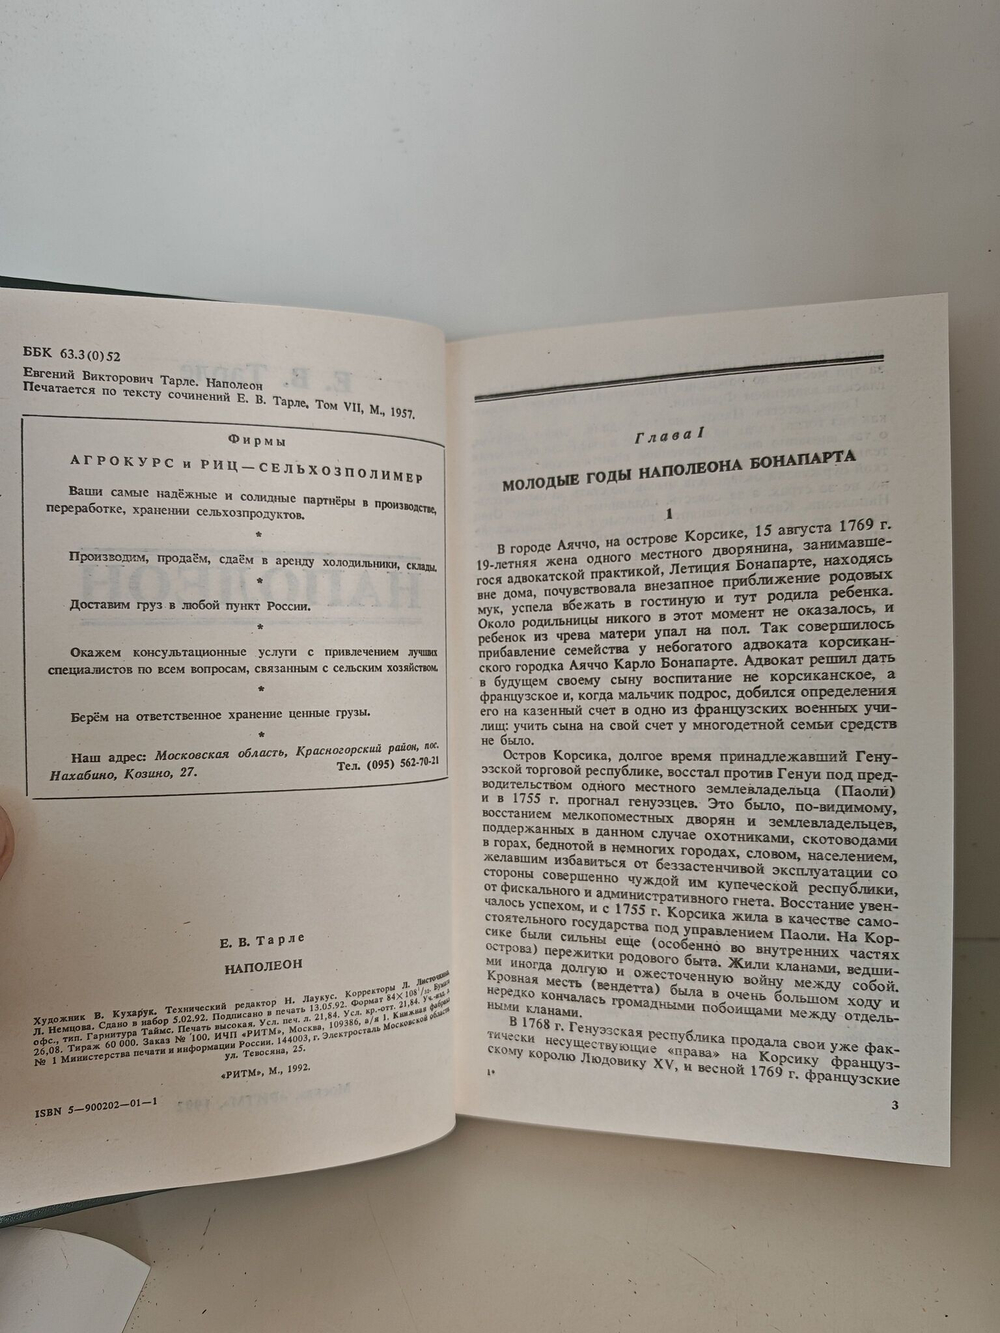 ББК 63.3(0)52
Евгений Викторович Тарле. Наполеон
Печатается по тексту сочинений Е. В. Тарле, Том VII, М., 1957.
Фирмы
АГРОКУРС и РИЦ—СЕЛЬХОЗПОЛИМЕР
Ваши самые надёжные и солидные партнёры в производстве,
переработке, хранении сельхозпродуктов.
*
Производим, продаём, сдаём в аренду холодильники, склады.
*
Доставим груз в любой пункт России.
*
Окажем консультационные услуги с привлечением лучших
специалистов по всем вопросам, связанным с сельским хозяйством.
*
Берём на ответственное хранение ценные грузы.
*
Наш адрес: Московская область, Красногорский район, пос.
Нахабино, Козино, 27. Тел. (095) 562-70-21
Е. В. Тарле
НАПОЛЕОН
Художник В. Кухарук, Технический редактор Н. Лаукус. Корректоры Л. Листочкина,
Л. Немцова. Сдано в набор 5.02.92. Подписано в печать 13.05.92. Формат 84×108¹/₃₂. Бумага
офс., тип. Гарнитура Таймс. Печать высокая. Усл. печ. л. 21,84. Усл. кр.-отт. 21,84. Уч.-изд. л
26,08. Тираж 60 000. Заказ № 100. ИЧП «РИТМ», Москва, 109386, а/я 1. Книжная фабрика
№ 1 Министерства печати и информации России. 144003, г. Электросталь Московской области
ул. Тевосяна, 25.
«РИТМ», М., 1992.
ISBN 5—900202—01—1
Глава I
МОЛОДЫЕ ГОДЫ НАПОЛЕОНА БОНАПАРТА
1
В городе Аяччо, на острове Корсике, 15 августа 1769 г.
19-летняя жена одного местного дворянина, занимавше-
гося адвокатской практикой, Летиция Бонапарте, находясь
вне дома, почувствовала внезапное приближение родовых
мук, успела вбежать в гостиную и тут родила ребенка.
Около родильницы никого в этот момент не оказалось, и
ребенок из чрева матери упал на пол. Так совершилось
прибавление семейства у небогатого адвоката корсикан-
ского городка Аяччо Карло Бонапарте. Адвокат решил дать
в будущем своему сыну воспитание не корсиканское, а
французское и, когда мальчик подрос, добился определения
его на казенный счет в одно из французских военных учи-
лищ: учить сына на свой счет у многодетной семьи средств
не было.
Остров Корсика, долгое время принадлежавший Гену-
эзской торговой республике, восстал против Генуи под пред-
водительством одного местного землевладельца (Паоли)
и в 1755 г. прогнал генуэзцев. Это было, по-видимому,
восстанием мелкопоместных дворян и землевладельцев,
поддержанных в данном случае охотниками, скотоводами
в горах, беднотой в немногих городах, словом, населением,
желавшим избавиться от беззастенчивой эксплуатации со
стороны совершенно чуждой им купеческой республики,
от фискального и административного гнета. Восстание увен-
чалось успехом, и с 1755 г. Корсика жила в качестве само-
стоятельного государства под управлением Паоли. На Кор-
сике были сильны еще (особенно во внутренних частях
острова) пережитки родового быта. Жили кланами, ведши-
ми иногда долгую и ожесточенную войну между собой.
Кровная месть (вендетта) была в очень большом ходу и
нередко кончалась громадными побоищами между отдель-
ными кланами.
В 1768 г. Генуэзская республика продала свои уже фак-
тически несуществующие «права» на Корсику француз-
скому королю Людовику XV, и весной 1769 г. французские
1*
3